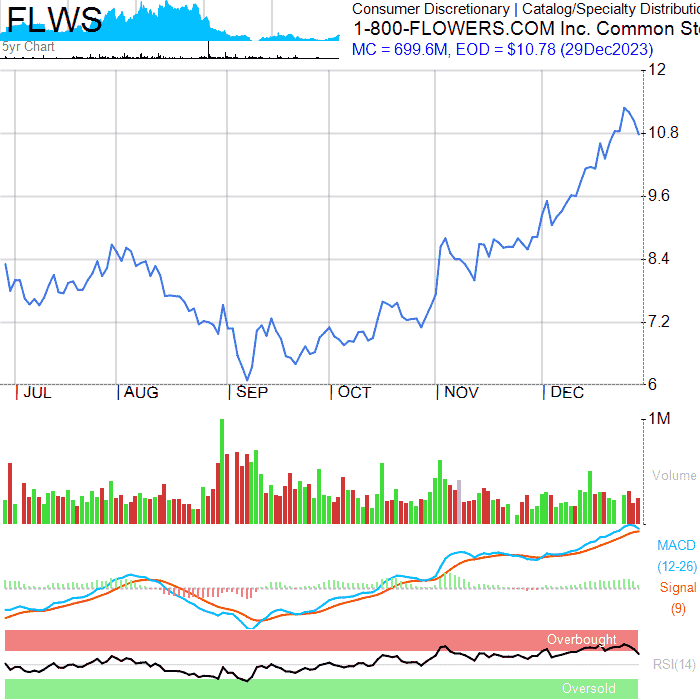 FLWS
5yr Chart
Consumer Discretionary | Catalog/Specialty Distributio
1-800-FLOWERS.COM Inc. Common Sto
MC = 699.6M, EOD = $10.78 (29Dec2023)
12
10.8
9.6
8.4
7.2
6
JUL AUG SEP OCT NOV DEC
1M
Volume
MACD
(12-26)
Signal
(9)
Overbought
RSI(14)
Oversold